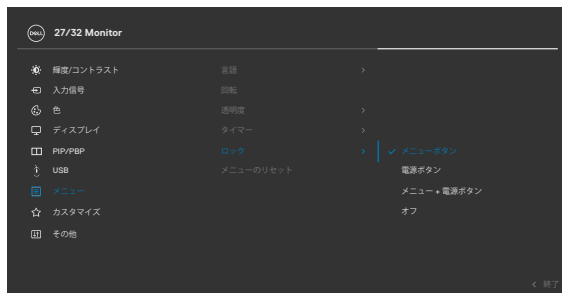 DELL 27/32 Monitor
輝度/コントラスト 言語
入力信号 回転
色 透明度
ディスプレイ タイマー
PIP/PBP ロック メニューボタン
USB メニューのリセット 電源ボタン
メニュー メニュー + 電源ボタン
カスタマイズ オフ
その他
終了